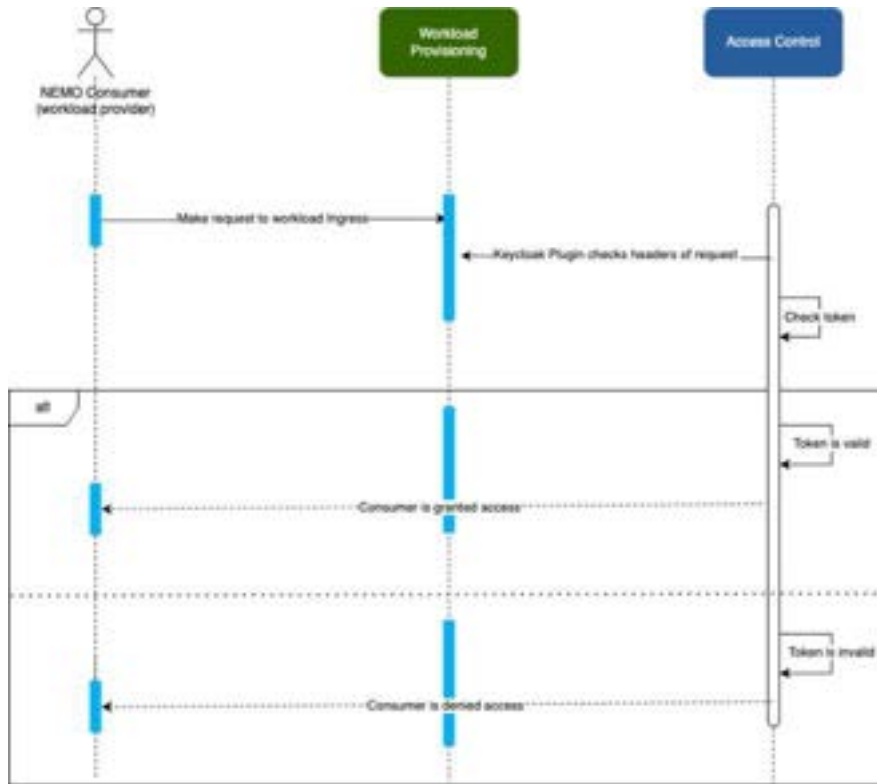 Workload
Provisioning
Access Control
NEMO Consumer
(workload provider)
Make request to workload Ingress
Keycloak Plugin checks headers of request
Check token
alt
Token is valid
Consumer is granted access
Token is invalid
Consumer is denied access